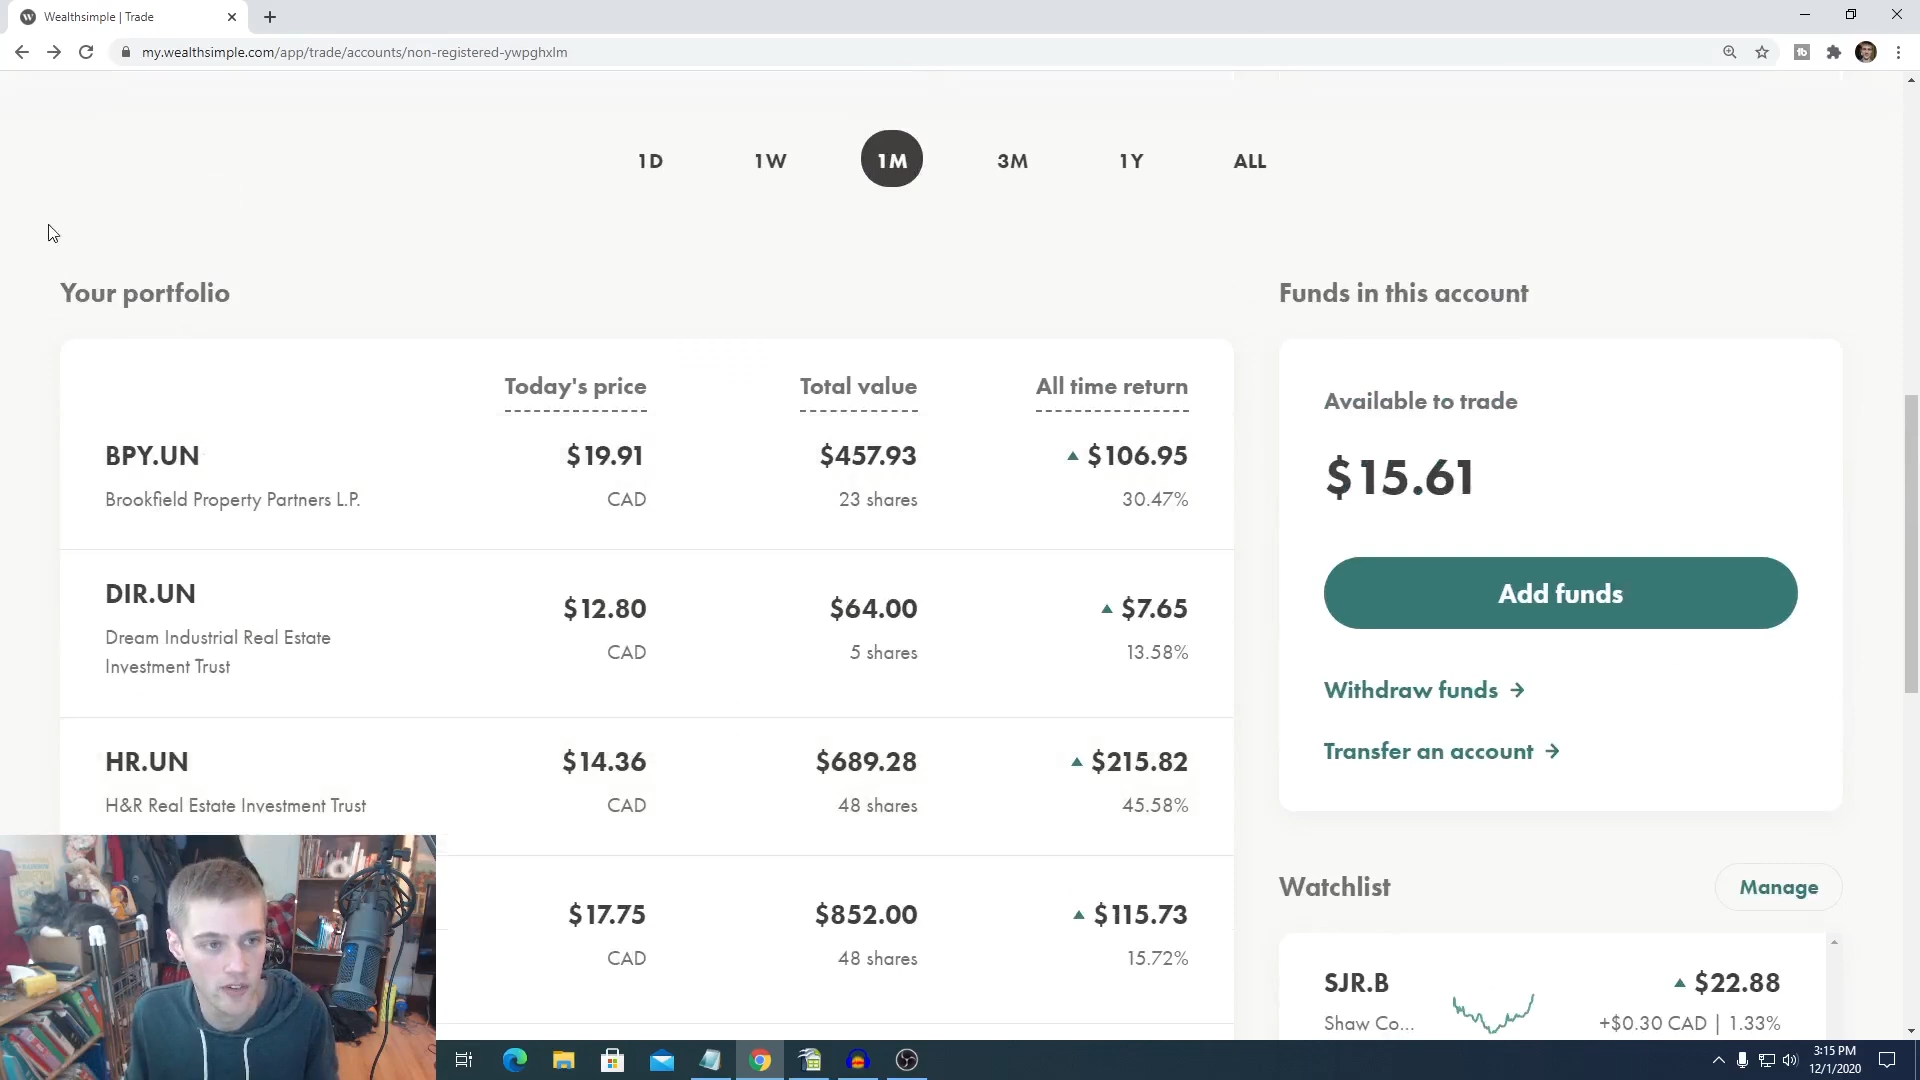 Wealthsimple | Trade
my.wealthsimple.com/app/trade/accounts/non-registered-ywpghxlm
1D 1W 1M 3M 1Y ALL
Your portfolio
Today's price Total value All time return
BPY.UN $19.91 $457.93 $106.95
Brookfield Property Partners L.P. CAD 23 shares 30.47%
DIR.UN $12.80 $64.00 $7.65
Dream Industrial Real Estate
Investment Trust CAD 5 shares 13.58%
HR.UN $14.36 $689.28 $215.82
H&R Real Estate Investment Trust CAD 48 shares 45.58%
$17.75 $852.00 $115.73
CAD 48 shares 15.72%
Funds in this account
Available to trade
$15.61
Add funds
Withdraw funds →
Transfer an account →
Watchlist Manage
SJR.B $22.88
Shaw Co... +$0.30 CAD | 1.33%
3:15 PM
12/1/2020